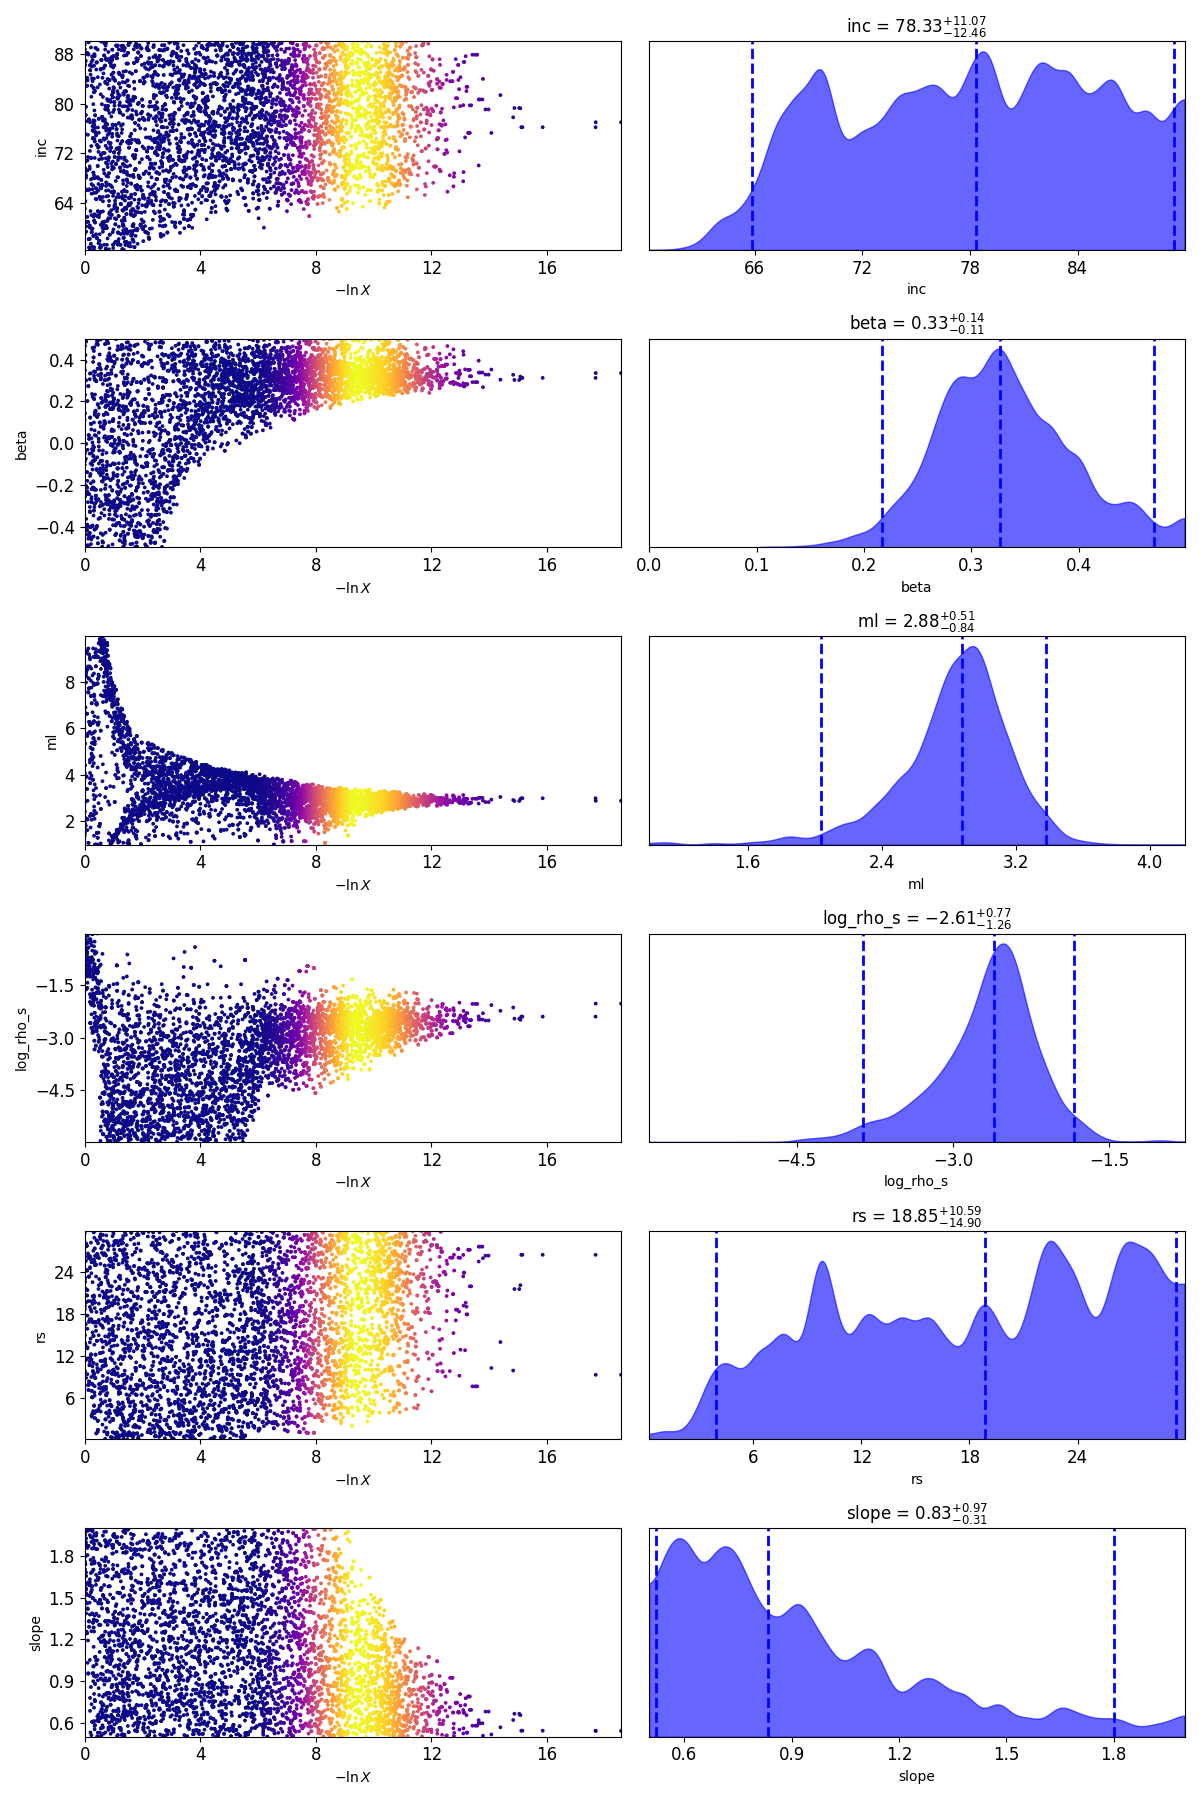 inc = 78.33+11.07−12.46
88
80
72
64
inc
0 4 8 12 16
−ln X
66 72 78 84
inc
beta = 0.33+0.14−0.11
0.4
0.2
0.0
−0.2
−0.4
beta
0 4 8 12 16
−ln X
0.0 0.1 0.2 0.3 0.4
beta
ml = 2.88+0.51−0.84
8
6
4
2
ml
0 4 8 12 16
−ln X
1.6 2.4 3.2 4.0
ml
log_rho_s = −2.61+0.77−1.26
−1.5
−3.0
−4.5
log_rho_s
0 4 8 12 16
−ln X
−4.5 −3.0 −1.5
log_rho_s
rs = 18.85+10.59−14.90
24
18
12
6
rs
0 4 8 12 16
−ln X
6 12 18 24
rs
slope = 0.83+0.97−0.31
1.8
1.5
1.2
0.9
0.6
slope
0 4 8 12 16
−ln X
0.6 0.9 1.2 1.5 1.8
slope